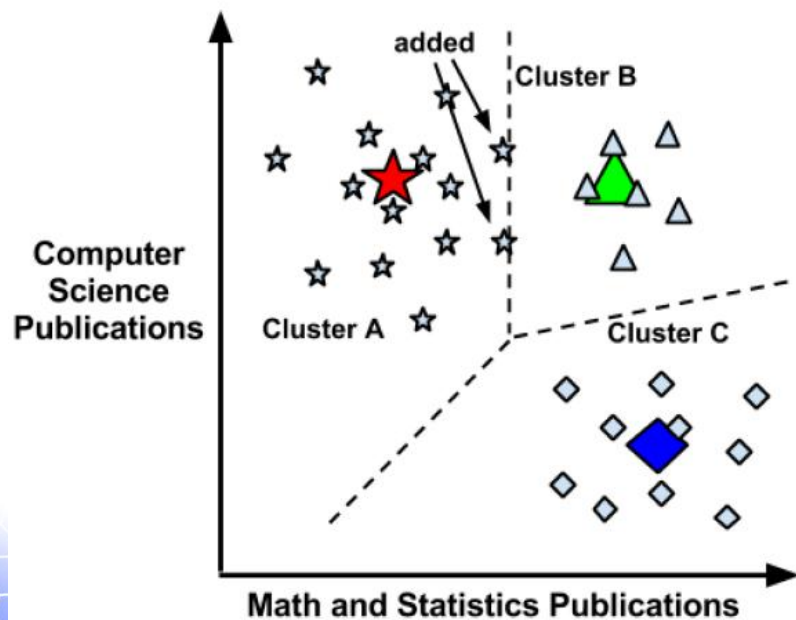 added
Cluster B
Computer
Science
Publications
Cluster A
Cluster C
Math and Statistics Publications